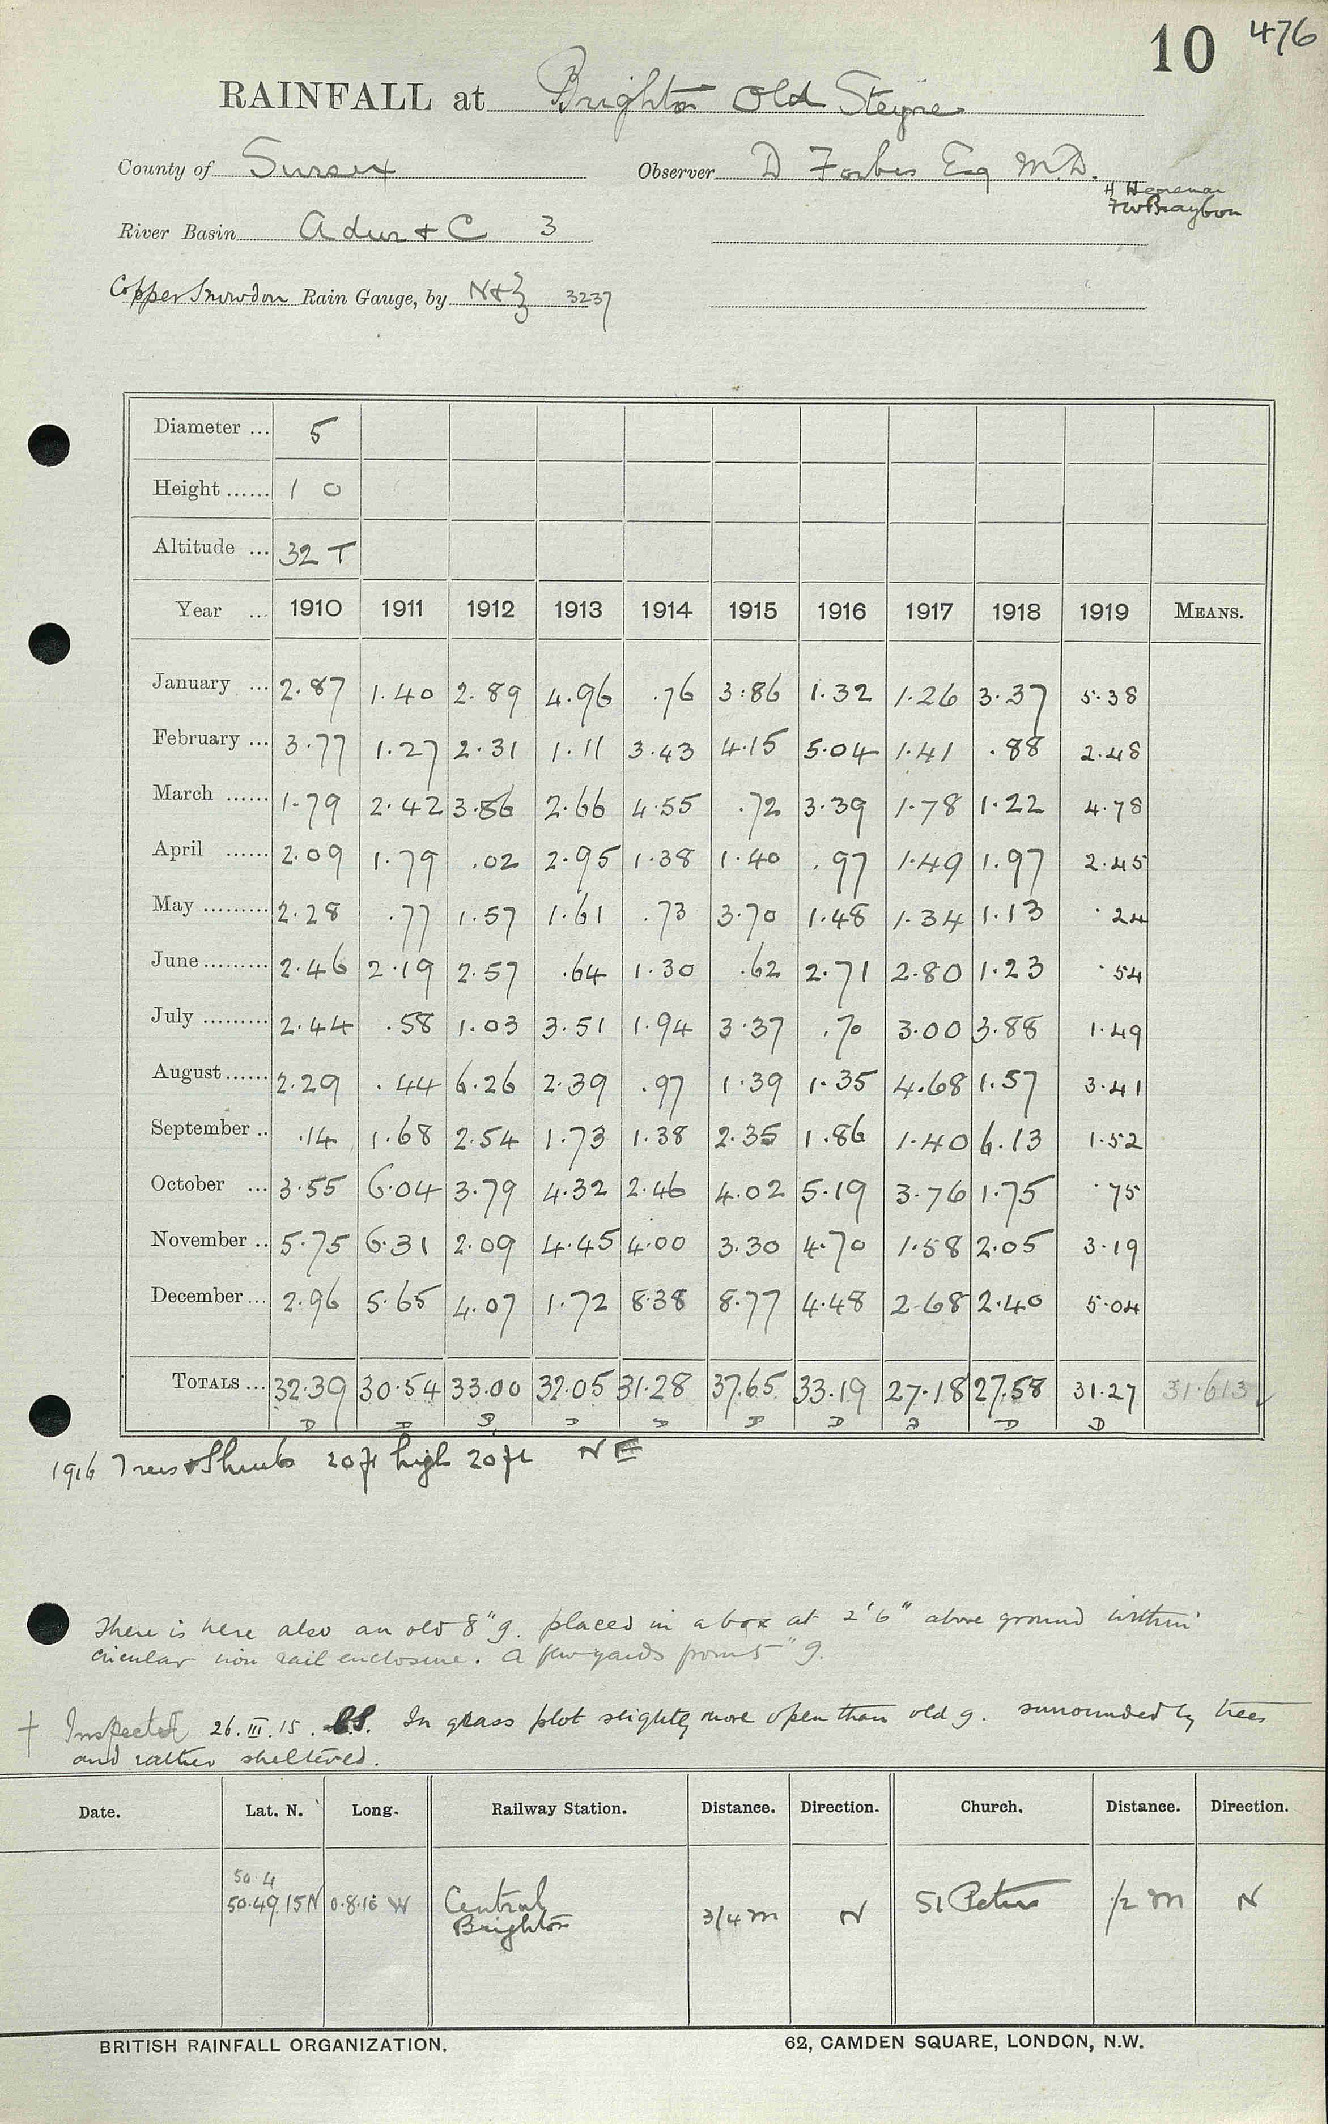 10 476
RAINFALL at Brighton Old Steyne
County of Sussex Observer D Forbes Esq M.D.
FW Braybon
River Basin Adur & C 3
Copper Snowdon Rain Gauge, by N & Z 3237
Diameter ... 5
Height ...... 1 0
Altitude ... 32 T
Year ... 1910 1911 1912 1913 1914 1915 1916 1917 1918 1919 MEANS.
January ... 2.87 1.40 2.89 4.96 .76 3.86 1.32 1.26 3.37 5.38
February ... 3.77 1.27 2.31 1.11 3.43 4.15 5.04 1.41 .88 2.48
March ...... 1.79 2.42 3.86 2.66 4.55 .72 3.39 1.78 1.22 4.78
April ...... 2.09 1.79 .02 2.95 1.38 1.40 .97 1.49 1.97 2.45
May ......... 2.28 .77 1.57 1.61 .73 3.70 1.48 1.34 1.13 .24
June ......... 2.46 2.19 2.57 .64 1.30 .62 2.71 2.80 1.23 .54
July ......... 2.44 .58 1.03 3.51 1.94 3.37 .70 3.00 3.88 1.49
August ...... 2.29 .44 6.26 2.39 .97 1.39 1.35 4.68 1.57 3.41
September .. .14 1.68 2.54 1.73 1.38 2.35 1.86 1.40 6.13 1.52
October ... 3.55 6.04 3.79 4.32 2.46 4.02 5.19 3.76 1.75 .75
November .. 5.75 6.31 2.09 4.45 4.00 3.30 4.70 1.58 2.05 3.19
December ... 2.96 5.65 4.07 1.72 8.38 8.77 4.48 2.68 2.40 5.04
TOTALS ... 32.39 30.54 33.00 32.05 31.28 37.65 33.19 27.18 27.58 31.27 31.613
D D D D D D D D D D
1916 Trees & Shrubs 20 ft high 20 ft NE
There is here also an old 8" g. placed in a box at 2'6" above ground within
circular iron rail enclosure. A few yards from 5" g.
† Inspected 26.III.15. In grass plot slightly more open than old g. surrounded by trees
and rather sheltered.
Date. Lat. N. Long. Railway Station. Distance. Direction. Church. Distance. Direction.
50 4
50.49.15N 0.8.16 W Central Brighton 3/4 m N St Peters 1/2 m N
BRITISH RAINFALL ORGANIZATION. 62, CAMDEN SQUARE, LONDON, N.W.